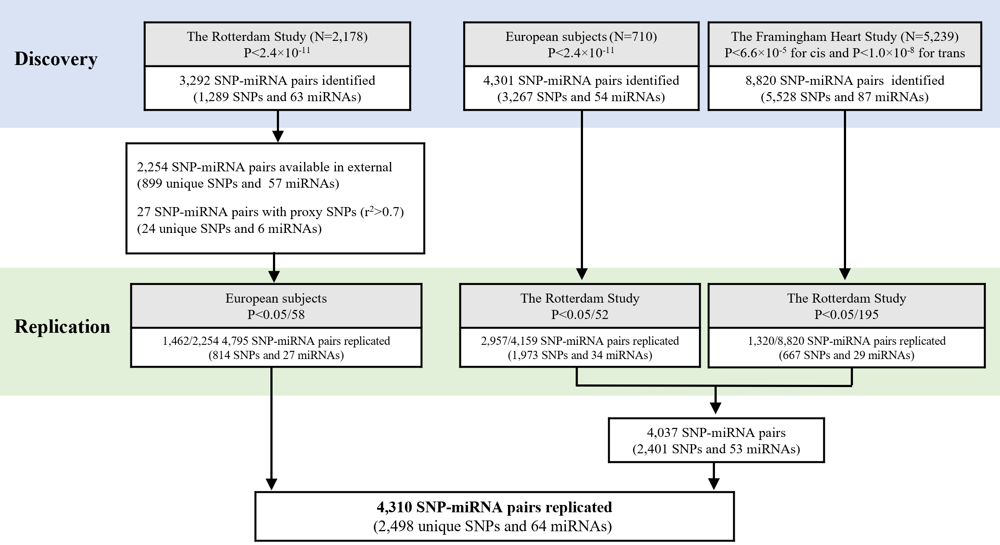 Discovery
The Rotterdam Study (N=2,178)
P<2.4×10⁻¹¹
3,292 SNP-miRNA pairs identified
(1,289 SNPs and 63 miRNAs)
European subjects (N=710)
P<2.4×10⁻¹¹
4,301 SNP-miRNA pairs identified
(3,267 SNPs and 54 miRNAs)
The Framingham Heart Study (N=5,239)
P<6.6×10⁻⁵ for cis and P<1.0×10⁻⁸ for trans
8,820 SNP-miRNA pairs identified
(5,528 SNPs and 87 miRNAs)
2,254 SNP-miRNA pairs available in external
(899 unique SNPs and 57 miRNAs)
27 SNP-miRNA pairs with proxy SNPs (r²>0.7)
(24 unique SNPs and 6 miRNAs)
Replication
European subjects
P<0.05/58
1,462/2,254 4,795 SNP-miRNA pairs replicated
(814 SNPs and 27 miRNAs)
The Rotterdam Study
P<0.05/52
2,957/4,159 SNP-miRNA pairs replicated
(1,973 SNPs and 34 miRNAs)
The Rotterdam Study
P<0.05/195
1,320/8,820 SNP-miRNA pairs replicated
(667 SNPs and 29 miRNAs)
4,037 SNP-miRNA pairs
(2,401 SNPs and 53 miRNAs)
4,310 SNP-miRNA pairs replicated
(2,498 unique SNPs and 64 miRNAs)